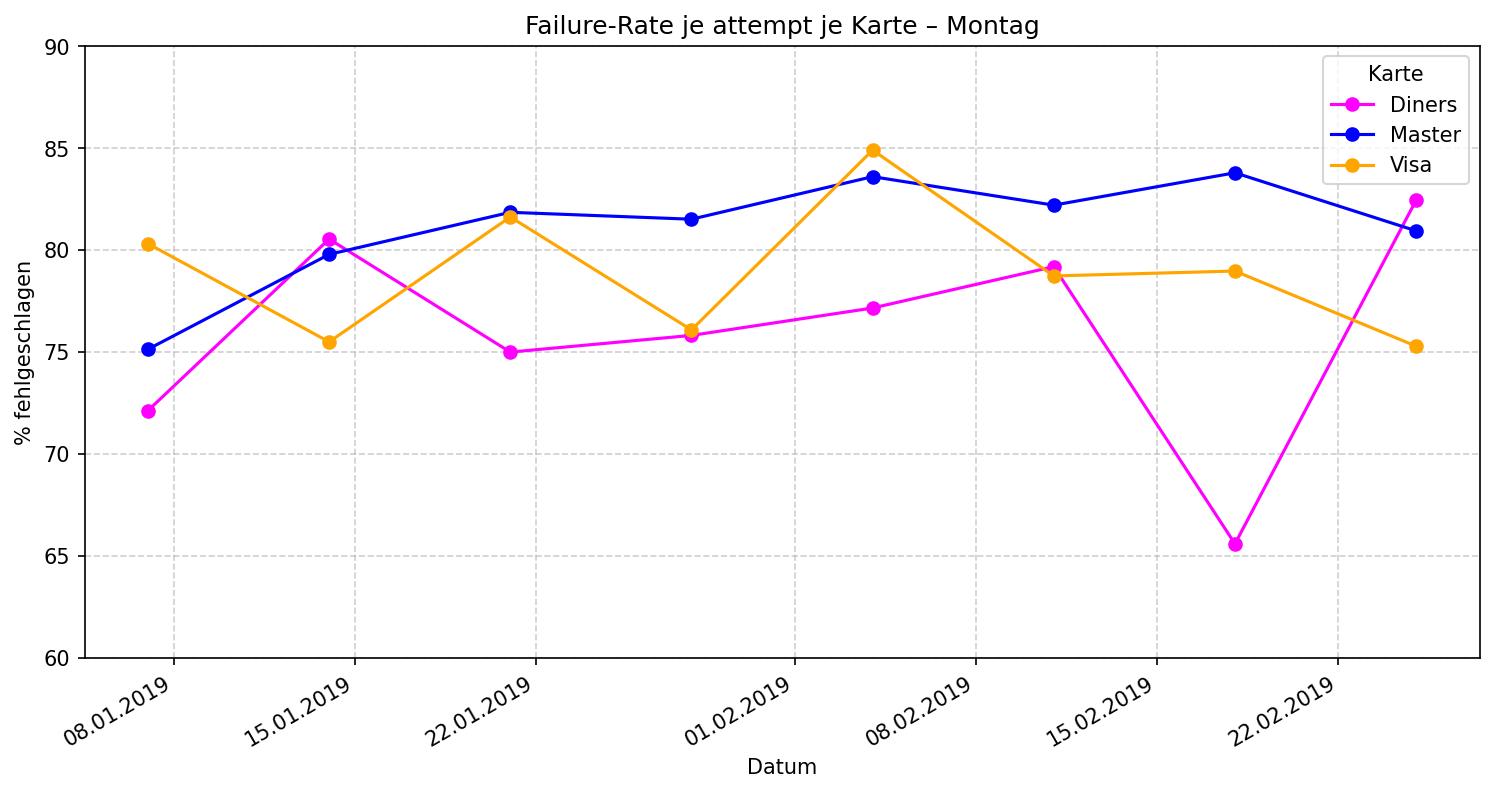 Failure-Rate je attempt je Karte – Montag
Karte
Diners
Master
Visa
% fehlgeschlagen
90
85
80
75
70
65
60
08.01.2019
15.01.2019
22.01.2019
01.02.2019
08.02.2019
15.02.2019
22.02.2019
Datum